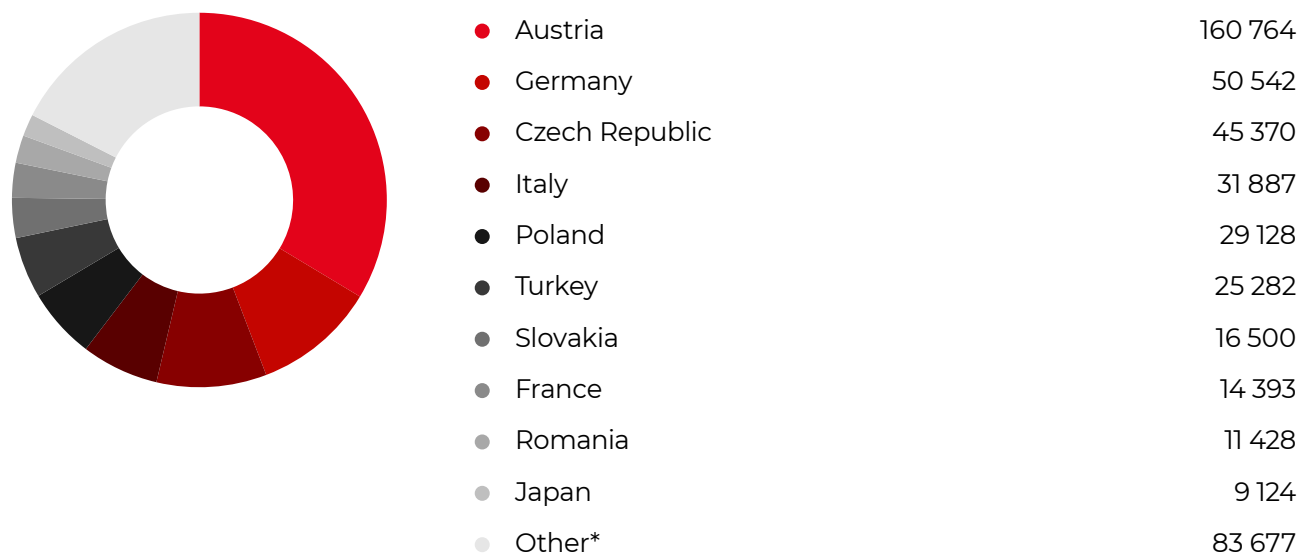 Austria 160 764
Germany 50 542
Czech Republic 45 370
Italy 31 887
Poland 29 128
Turkey 25 282
Slovakia 16 500
France 14 393
Romania 11 428
Japan 9 124
Other* 83 677